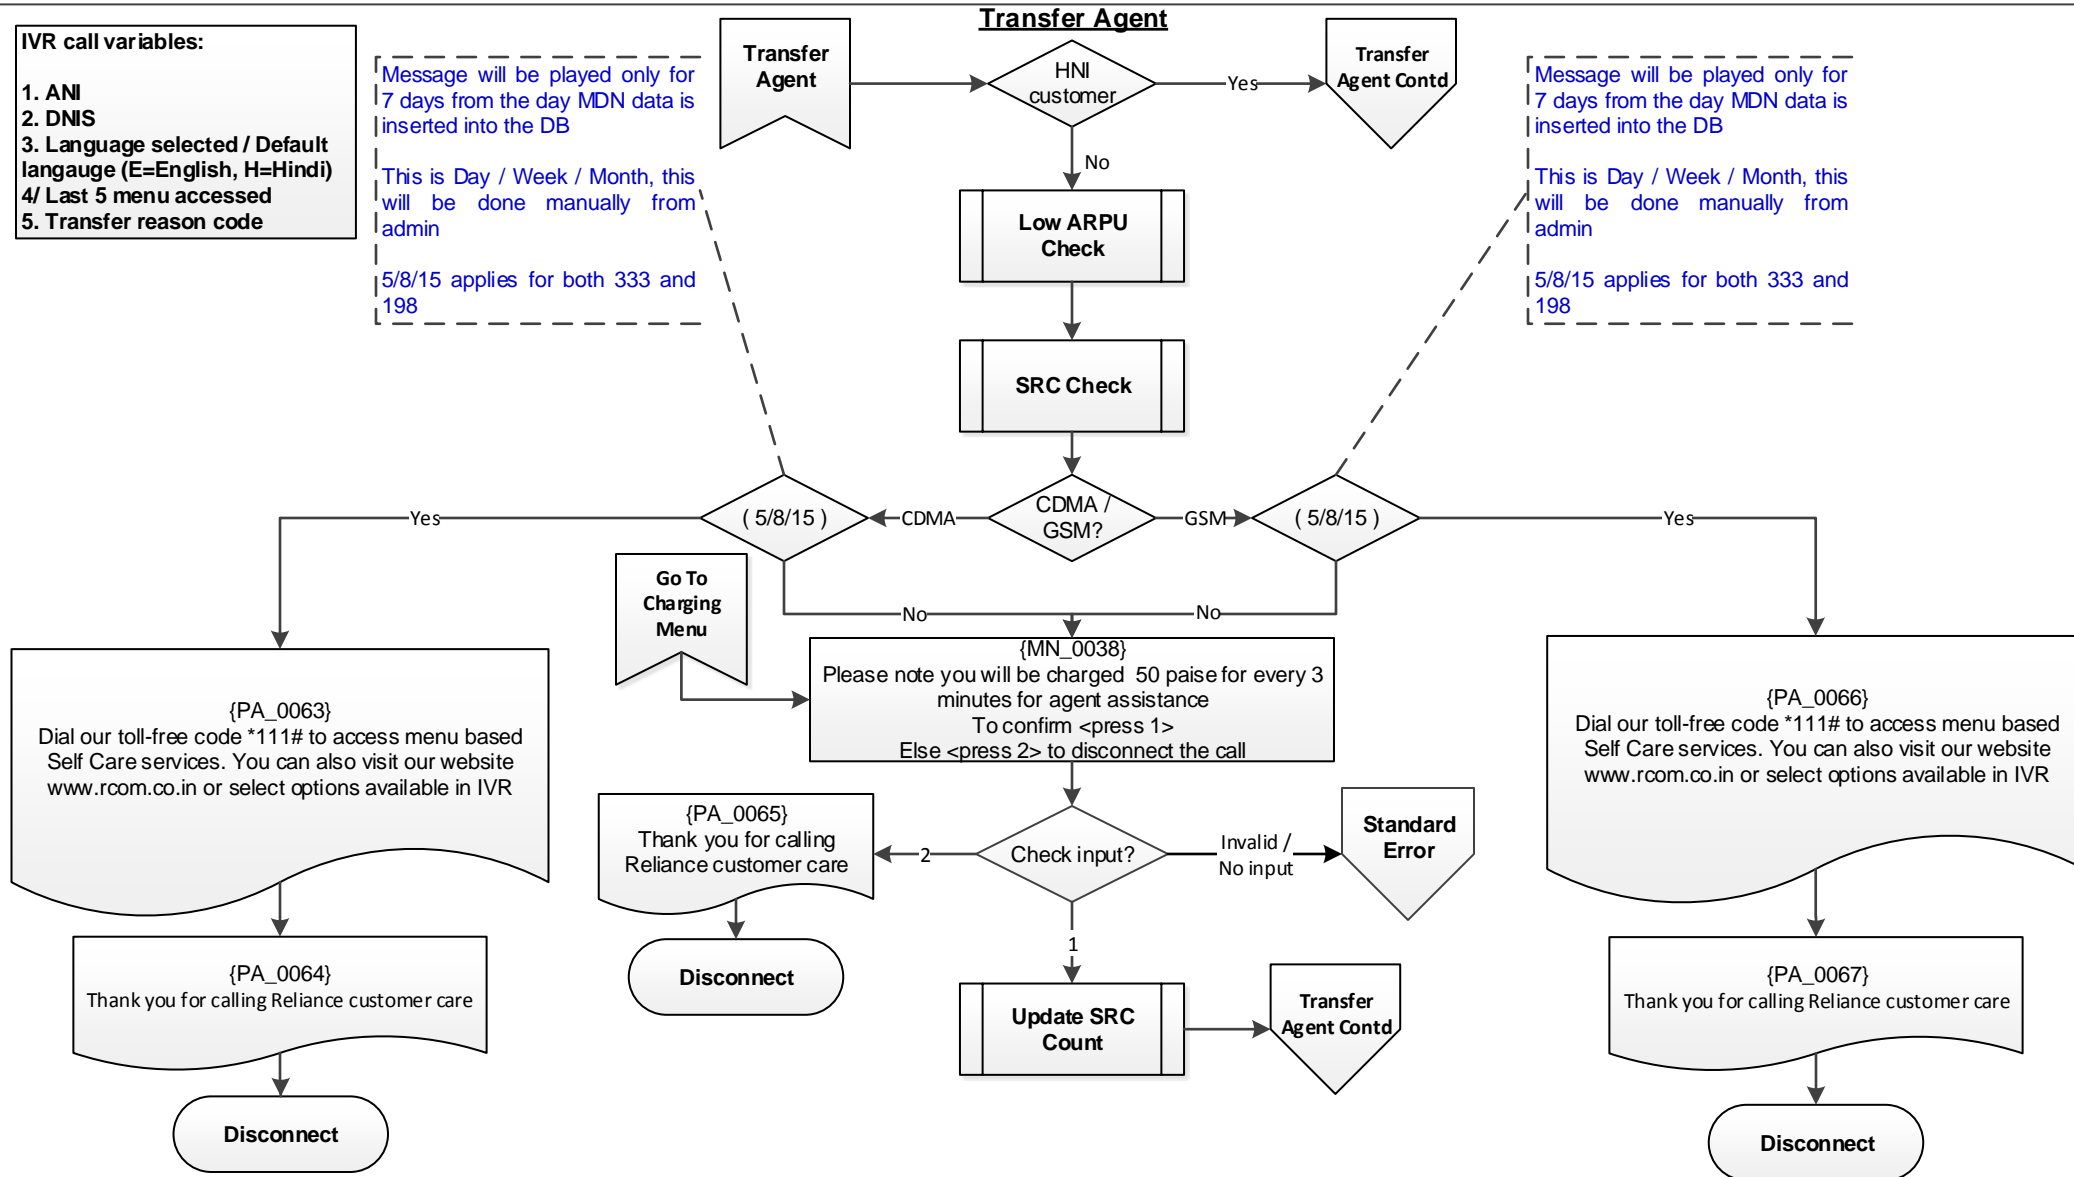 Transfer Agent
IVR call variables:
1. ANI
2. DNIS
3. Language selected / Default
langauge (E=English, H=Hindi)
4/ Last 5 menu accessed
5. Transfer reason code
Message will be played only for
7 days from the day MDN data is
inserted into the DB
This is Day / Week / Month, this
will be done manually from
admin
5/8/15 applies for both 333 and
198
Transfer
Agent
HNI
customer
Yes
Transfer
Agent Contd
Message will be played only for
7 days from the day MDN data is
inserted into the DB
This is Day / Week / Month, this
will be done manually from
admin
5/8/15 applies for both 333 and
198
No
Low ARPU
Check
SRC Check
Yes
( 5/8/15 )
CDMA
CDMA /
GSM?
GSM
( 5/8/15 )
Yes
Go To
Charging
Menu
No
No
{MN_0038}
Please note you will be charged 50 paise for every 3
minutes for agent assistance
To confirm <press 1>
Else <press 2> to disconnect the call
{PA_0063}
Dial our toll-free code *111# to access menu based
Self Care services. You can also visit our website
www.rcom.co.in or select options available in IVR
{PA_0066}
Dial our toll-free code *111# to access menu based
Self Care services. You can also visit our website
www.rcom.co.in or select options available in IVR
{PA_0065}
Thank you for calling
Reliance customer care
2
Check input?
Invalid /
No input
Standard
Error
1
Disconnect
{PA_0064}
Thank you for calling Reliance customer care
Update SRC
Count
Transfer
Agent Contd
{PA_0067}
Thank you for calling Reliance customer care
Disconnect
Disconnect